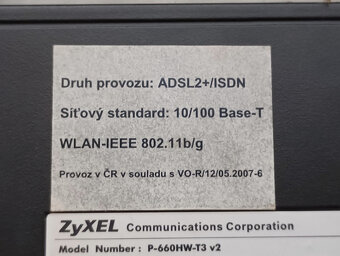 Druh provozu: ADSL2+/ISDN
Síťový standard: 10/100 Base-T
WLAN-IEEE 802.11b/g
Provoz v ČR v souladu s VO-R/12/05.2007-6
ZyXEL Communications Corporation
Model Number : P-660HW-T3 v2